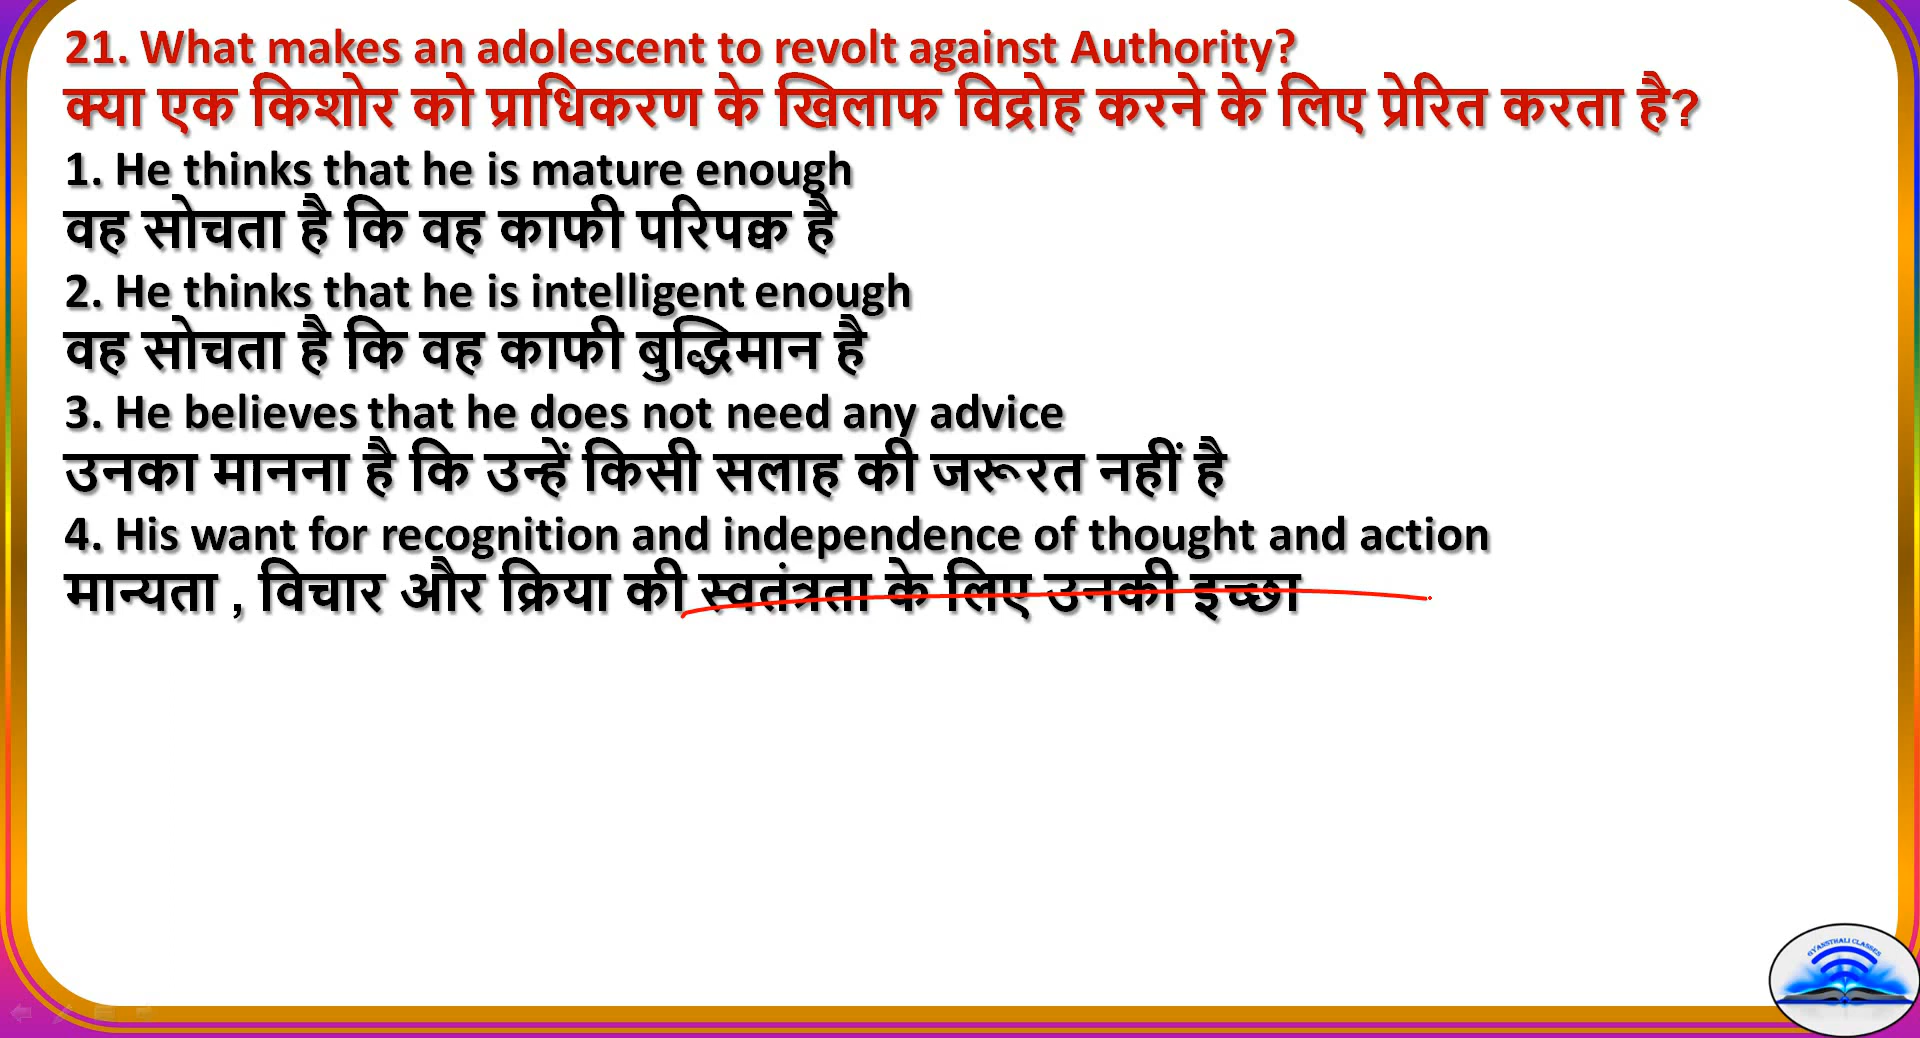 21. What makes an adolescent to revolt against Authority?
क्या एक किशोर को प्राधिकरण के खिलाफ विद्रोह करने के लिए प्रेरित करता है?
1. He thinks that he is mature enough
वह सोचता है कि वह काफी परिपक्व है
2. He thinks that he is intelligent enough
वह सोचता है कि वह काफी बुद्धिमान है
3. He believes that he does not need any advice
उनका मानना है कि उन्हें किसी सलाह की जरूरत नहीं है
4. His want for recognition and independence of thought and action
मान्यता , विचार और क्रिया की स्वतंत्रता के लिए उनकी इच्छा
GYANSTHALI CLASSES